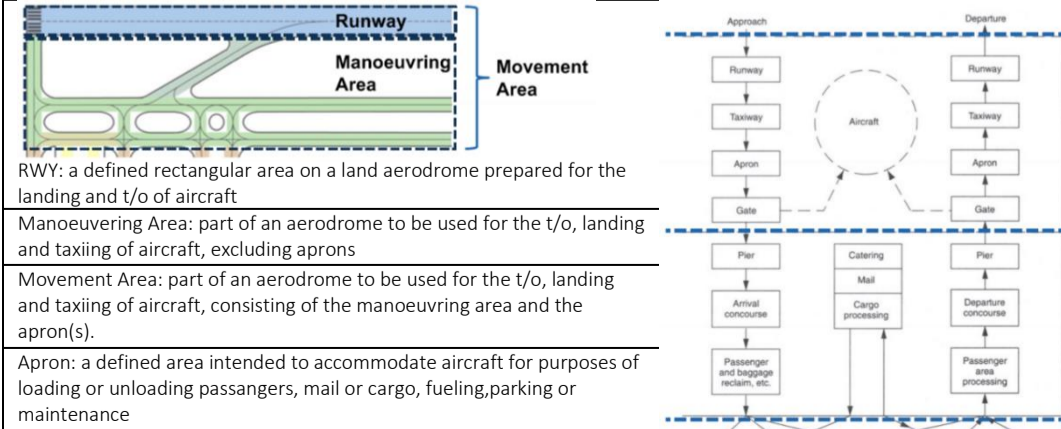 Runway
Manoeuvring
Area
Movement
Area
RWY: a defined rectangular area on a land aerodrome prepared for the
landing and t/o of aircraft
Manoeuvering Area: part of an aerodrome to be used for the t/o, landing
and taxiing of aircraft, excluding aprons
Movement Area: part of an aerodrome to be used for the t/o, landing
and taxiing of aircraft, consisting of the manoeuvring area and the
apron(s).
Apron: a defined area intended to accommodate aircraft for purposes of
loading or unloading passangers, mail or cargo, fueling,parking or
maintenance
Approach
Runway
Taxiway
Apron
Gate
Pier
Arrival
concourse
Passenger
and baggage
reclaim, etc.
Aircraft
Catering
Mail
Cargo
processing
Departure
Runway
Taxiway
Apron
Gate
Pier
Departure
concourse
Passenger
area
processing